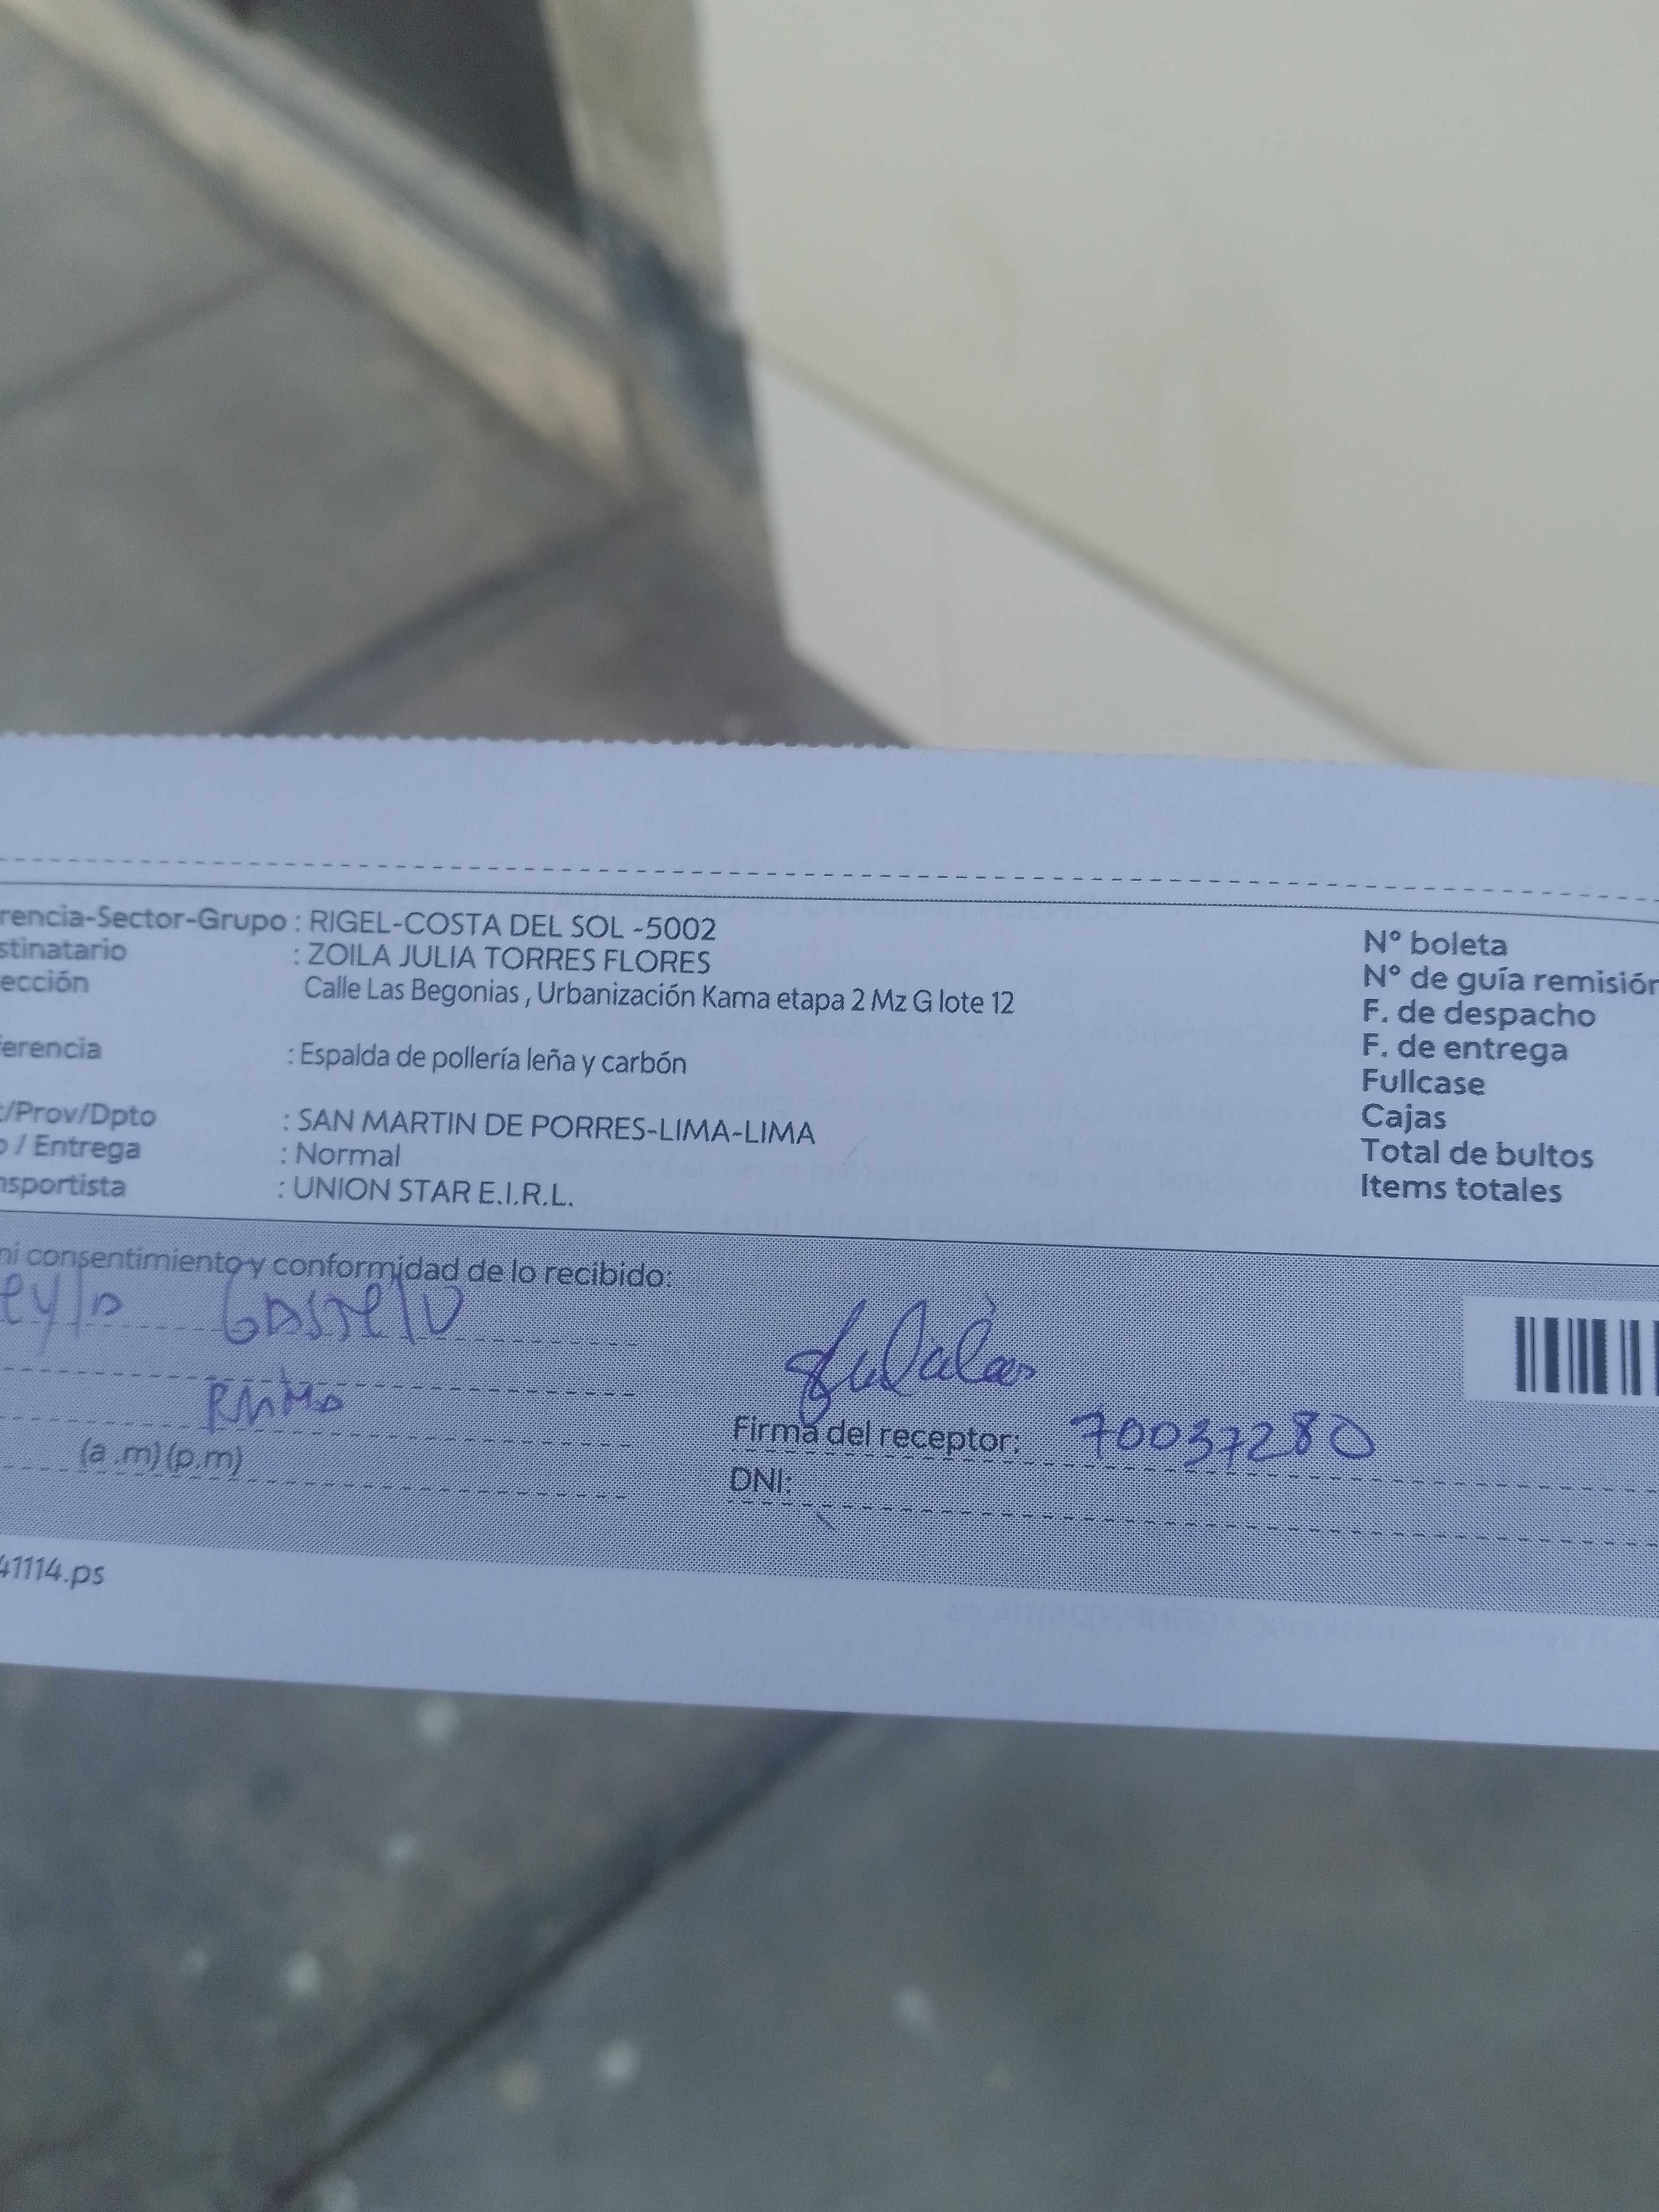 rencia-Sector-Grupo : RIGEL-COSTA DEL SOL -5002
stinatario : ZOILA JULIA TORRES FLORES
ección Calle Las Begonias , Urbanización Kama etapa 2 Mz G lote 12
erencia : Espalda de pollería leña y carbón
/Prov/Dpto : SAN MARTIN DE PORRES-LIMA-LIMA
/ Entrega : Normal
nsportista : UNION STAR E.I.R.L.
N° boleta
N° de guía remisión
F. de despacho
F. de entrega
Fullcase
Cajas
Total de bultos
Items totales
consentimiento y conformidad de lo recibido:
(a .m) (p.m)
Firma del receptor: 70037280
DNI:
41114.ps